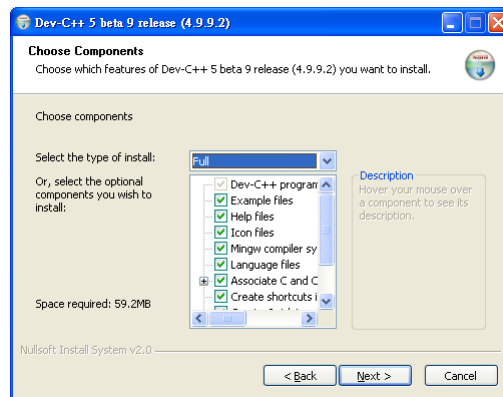 Dev-C++ 5 beta 9 release (4.9.9.2)
Choose Components
Choose which features of Dev-C++ 5 beta 9 release (4.9.9.2) you want to install.
Choose components
Select the type of install:
Full
Or, select the optional
components you wish to
install:
Dev-C++ program
Example files
Help files
Icon files
Mingw compiler sy
Language files
Associate C and C
Create shortcuts i
Description
Hover your mouse over
a component to see its
description.
Space required: 59.2MB
Nullsoft Install System v2.0
< Back
Next >
Cancel